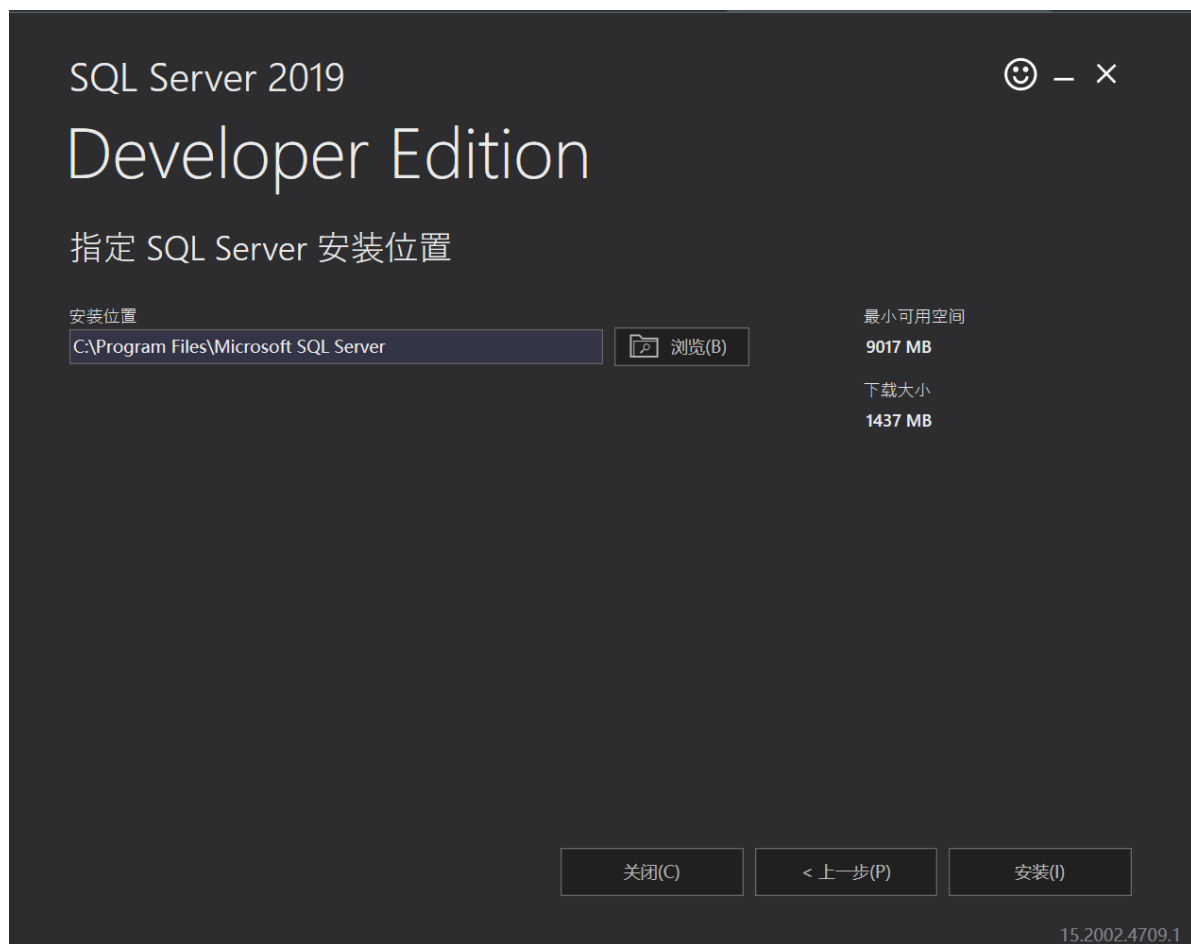 SQL Server 2019
Developer Edition
指定 SQL Server 安装位置
安装位置
C:\Program Files\Microsoft SQL Server
浏览(B)
最小可用空间
9017 MB
下载大小
1437 MB
关闭(C)
< 上一步(P)
安装(I)
15.2002.4709.1